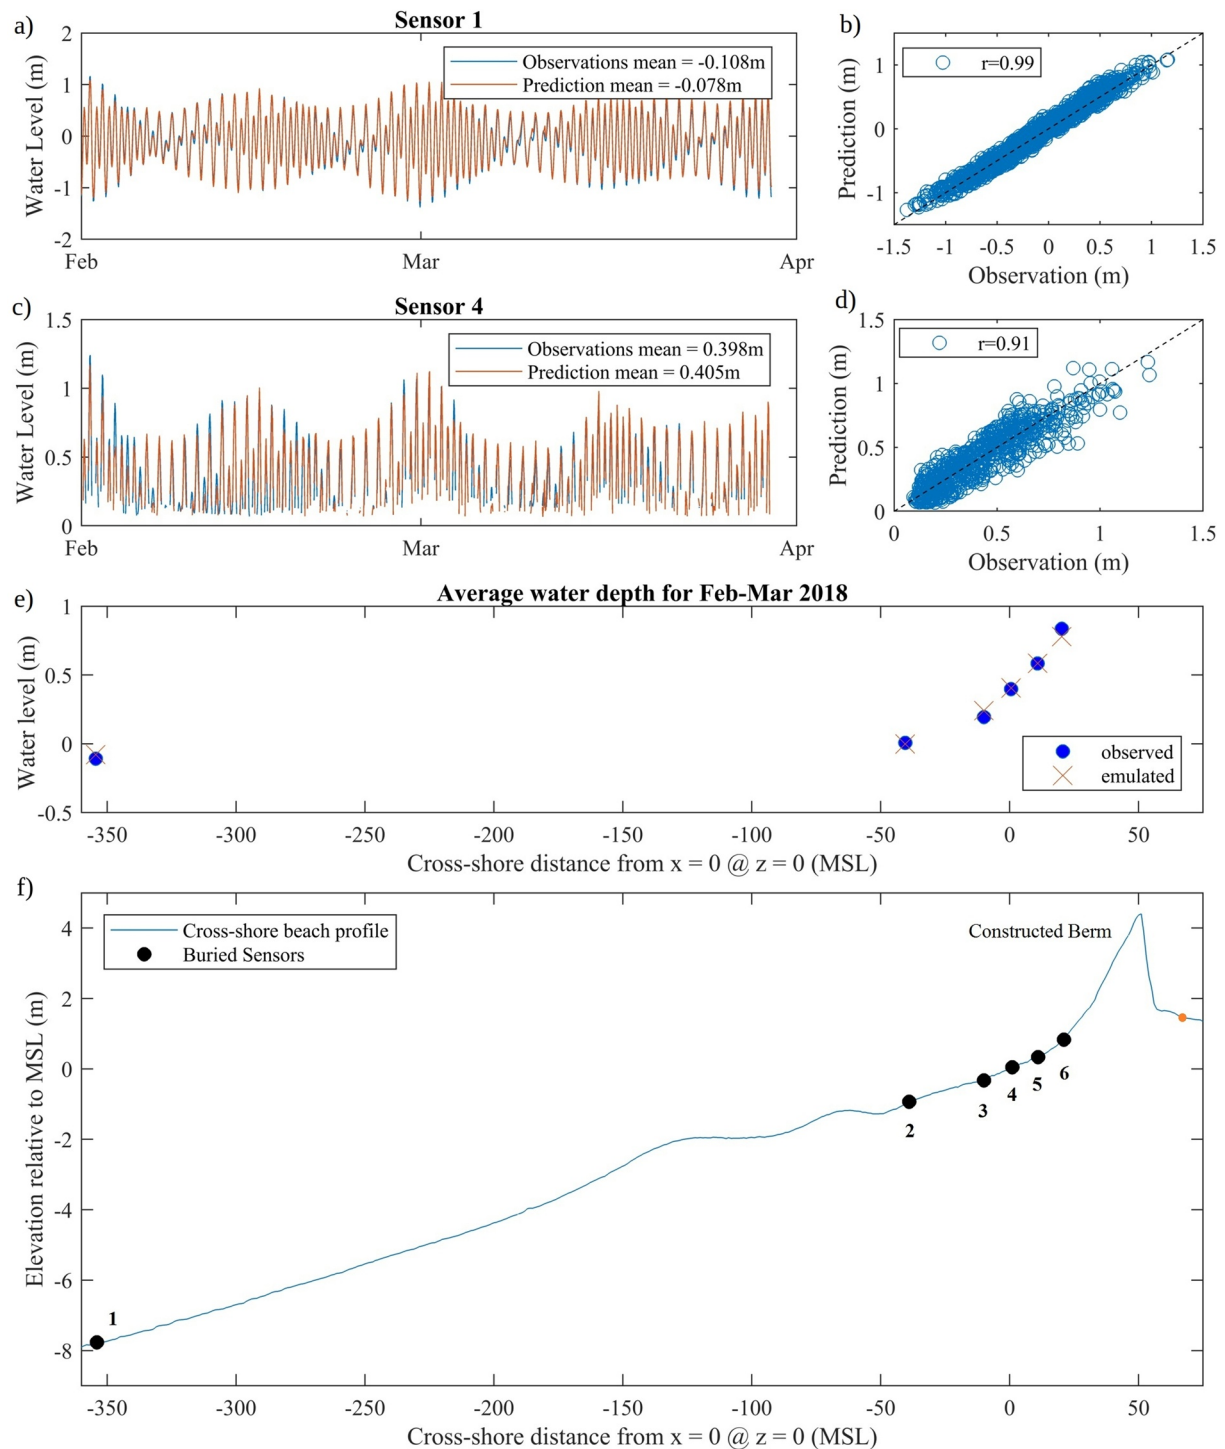 a)
Sensor 1
Water Level (m)
2
1
0
-1
-2
Observations mean = -0.108m
Prediction mean = -0.078m
Feb
Mar
Apr
b)
Prediction (m)
1
0
-1
r=0.99
-1.5
-1
-0.5
0
0.5
1
1.5
Observation (m)
c)
Sensor 4
Water Level (m)
1.5
1
0.5
0
Observations mean = 0.398m
Prediction mean = 0.405m
Feb
Mar
Apr
d)
Prediction (m)
1.5
1
0.5
0
r=0.91
0
0.5
1
1.5
Observation (m)
e)
Average water depth for Feb-Mar 2018
Water level (m)
1
0.5
0
-0.5
observed
emulated
-350
-300
-250
-200
-150
-100
-50
0
50
Cross-shore distance from x = 0 @ z = 0 (MSL)
f)
Elevation relative to MSL (m)
4
2
0
-2
-4
-6
-8
Cross-shore beach profile
Buried Sensors
Constructed Berm
1
2
3
4
5
6
-350
-300
-250
-200
-150
-100
-50
0
50
Cross-shore distance from x = 0 @ z = 0 (MSL)